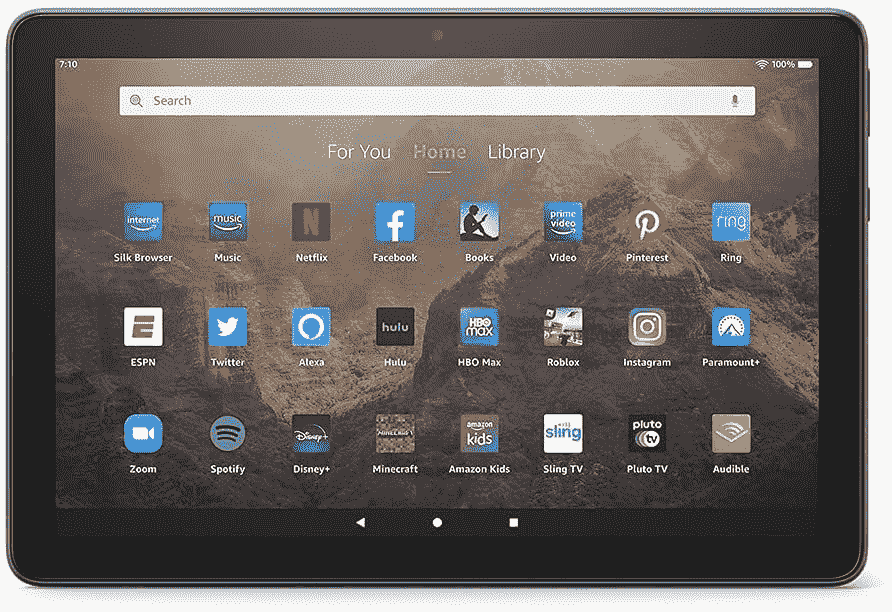 7:10
100%
Search
For You Home Library
internet
music
N
f
prime video
ring
Silk Browser Music Netflix Facebook Books Video Pinterest Ring
E
hulu
HBO max
ESPN Twitter Alexa Hulu HBO Max Roblox Instagram Paramount+
Disney+
MINECRAFT
amazon kids
sling
pluto tv
Zoom Spotify Disney+ Minecraft Amazon Kids Sling TV Pluto TV Audible